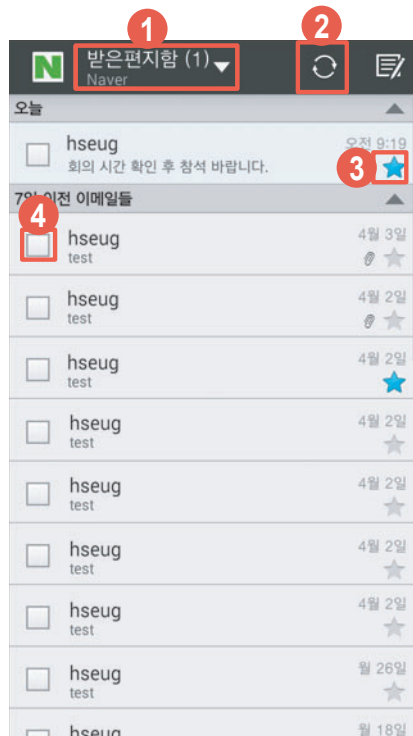 1
2
N
받은편지함 (1)
Naver
오늘
hseug
오전 9:19
회의 시간 확인 후 참석 바랍니다.
3
7일 이전 이메일들
4
hseug
4월 3일
test
hseug
4월 2일
test
hseug
4월 2일
test
hseug
4월 2일
test
hseug
4월 2일
test
hseug
4월 2일
test
hseug
4월 2일
test
hseug
월 26일
test
hseug
월 18일